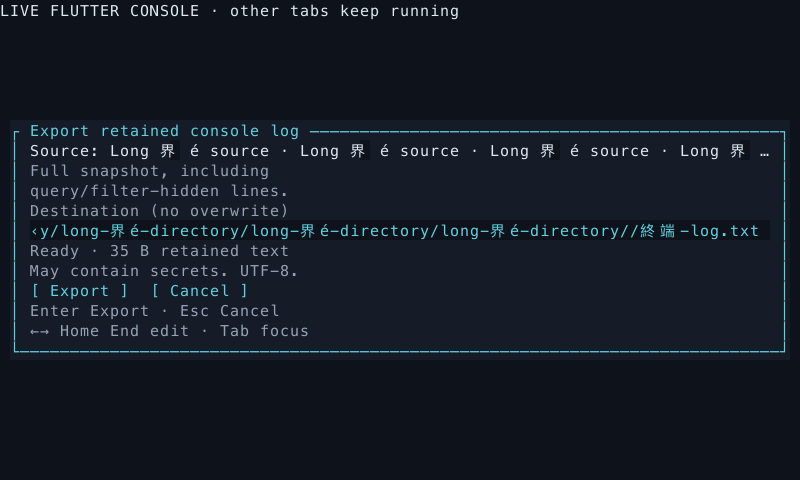 LIVE FLUTTER CONSOLE · other tabs keep running
Export retained console log
Source: Long 界 é source · Long 界 é source · Long 界 é source · Long 界 …
Full snapshot, including
query/filter-hidden lines.
Destination (no overwrite)
‹y/long-界é-directory/long-界é-directory/long-界é-directory//終端-log.txt
Ready · 35 B retained text
May contain secrets. UTF-8.
[ Export ]  [ Cancel ]
Enter Export · Esc Cancel
←→ Home End edit · Tab focus